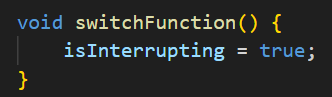 void switchFunction() {
    isInterrupting = true;
}